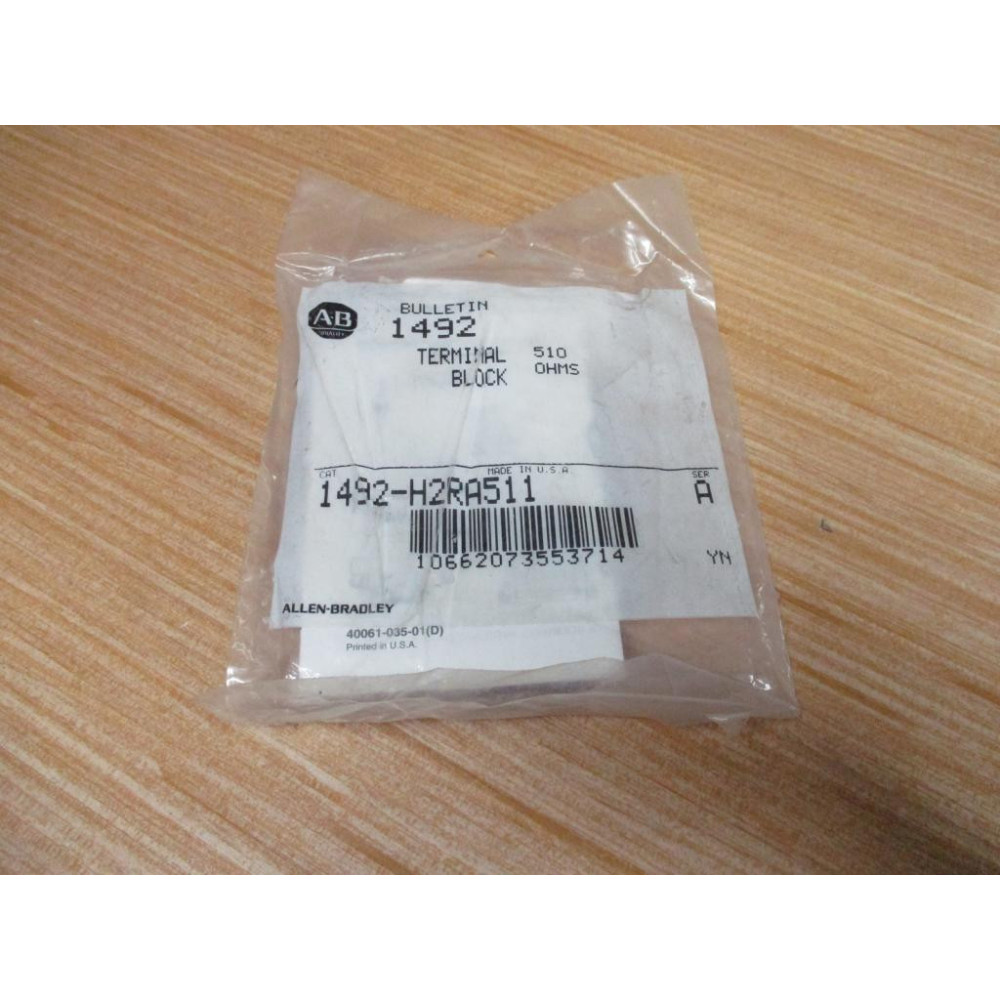 A-B
QUALITY
BULLETIN
1492
TERMINAL 510
BLOCK OHMS
CAT MADE IN U.S.A. SER
1492-H2RA511 A
10662073553714 YN
ALLEN-BRADLEY
40061-035-01(D)
Printed in U.S.A.